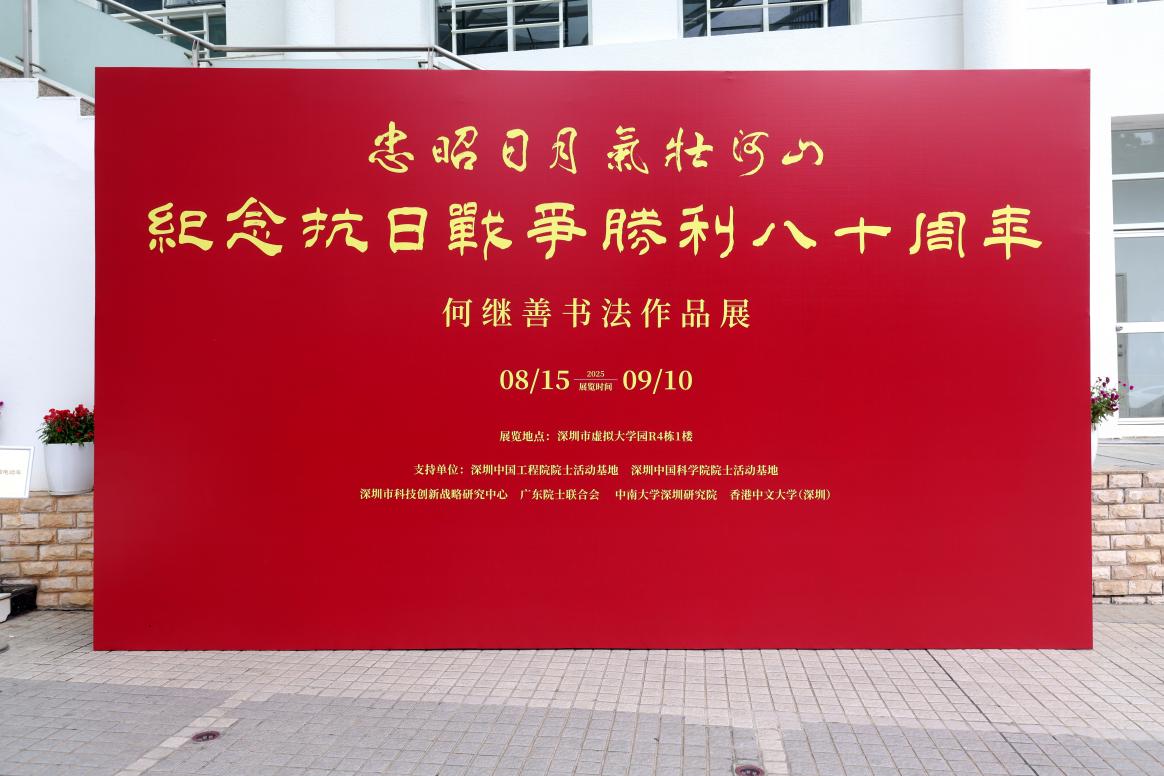 忠昭日月氣壯河山
紀念抗日戰爭勝利八十周年
何继善书法作品展
08/15 2025 展览时间 09/10
展览地点：深圳市虚拟大学园R4栋1楼
支持单位：深圳中国工程院院士活动基地 深圳中国科学院院士活动基地
深圳市科技创新战略研究中心 广东院士联合会 中南大学深圳研究院 香港中文大学(深圳)